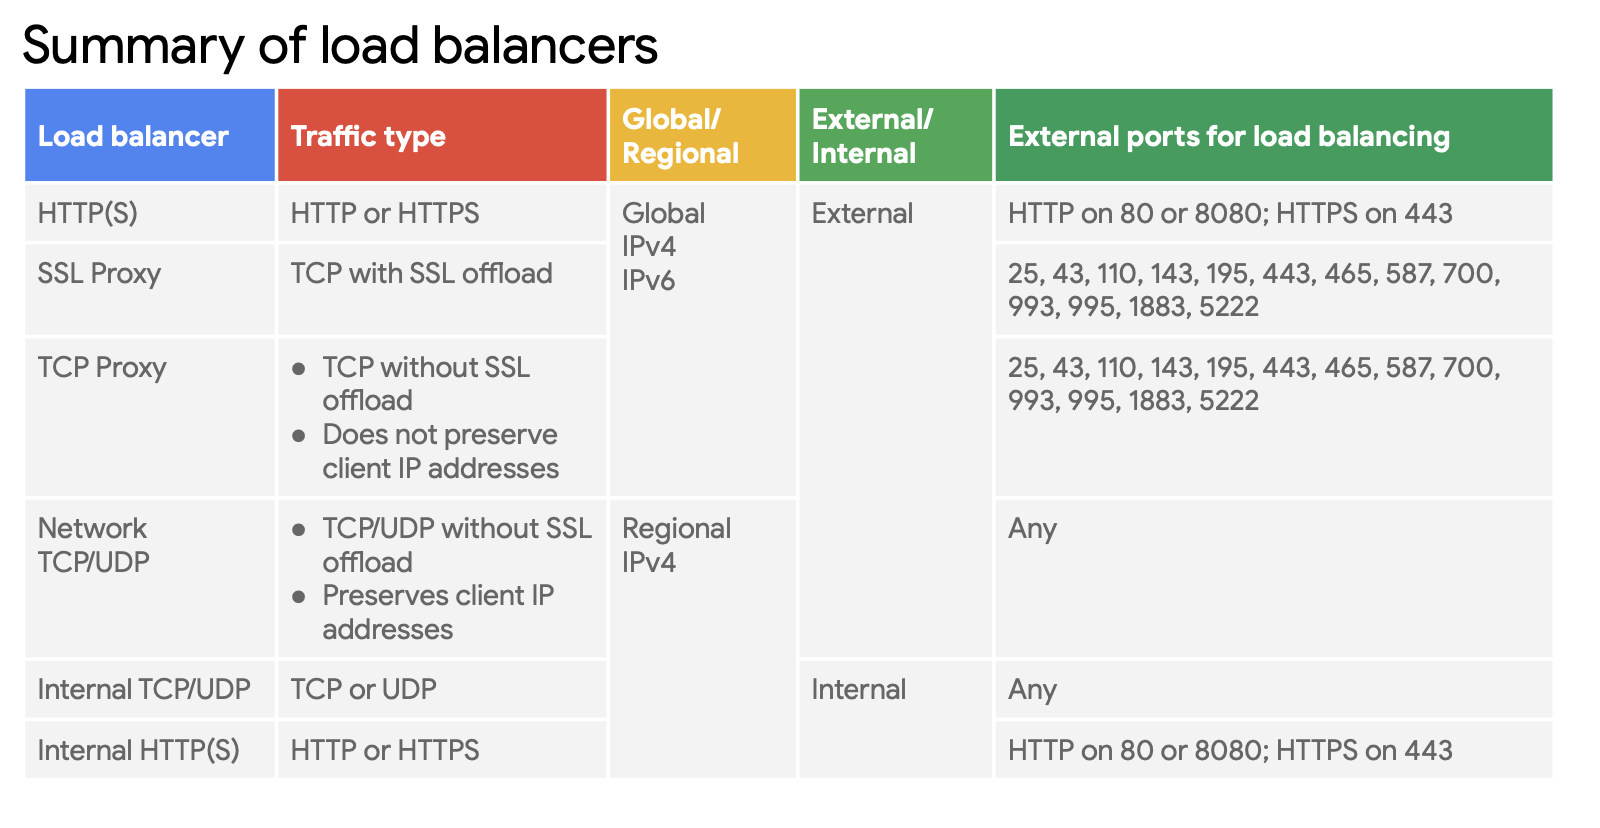 Summary of load balancers
Load balancer
Traffic type
Global/
Regional
External/
Internal
External ports for load balancing
HTTP(S)
HTTP or HTTPS
Global
IPv4
IPv6
External
HTTP on 80 or 8080; HTTPS on 443
SSL Proxy
TCP with SSL offload
25, 43, 110, 143, 195, 443, 465, 587, 700,
993, 995, 1883, 5222
TCP Proxy
● TCP without SSL
offload
● Does not preserve
client IP addresses
25, 43, 110, 143, 195, 443, 465, 587, 700,
993, 995, 1883, 5222
Network
TCP/UDP
● TCP/UDP without SSL
offload
● Preserves client IP
addresses
Regional
IPv4
Any
Internal TCP/UDP
TCP or UDP
Internal
Any
Internal HTTP(S)
HTTP or HTTPS
HTTP on 80 or 8080; HTTPS on 443